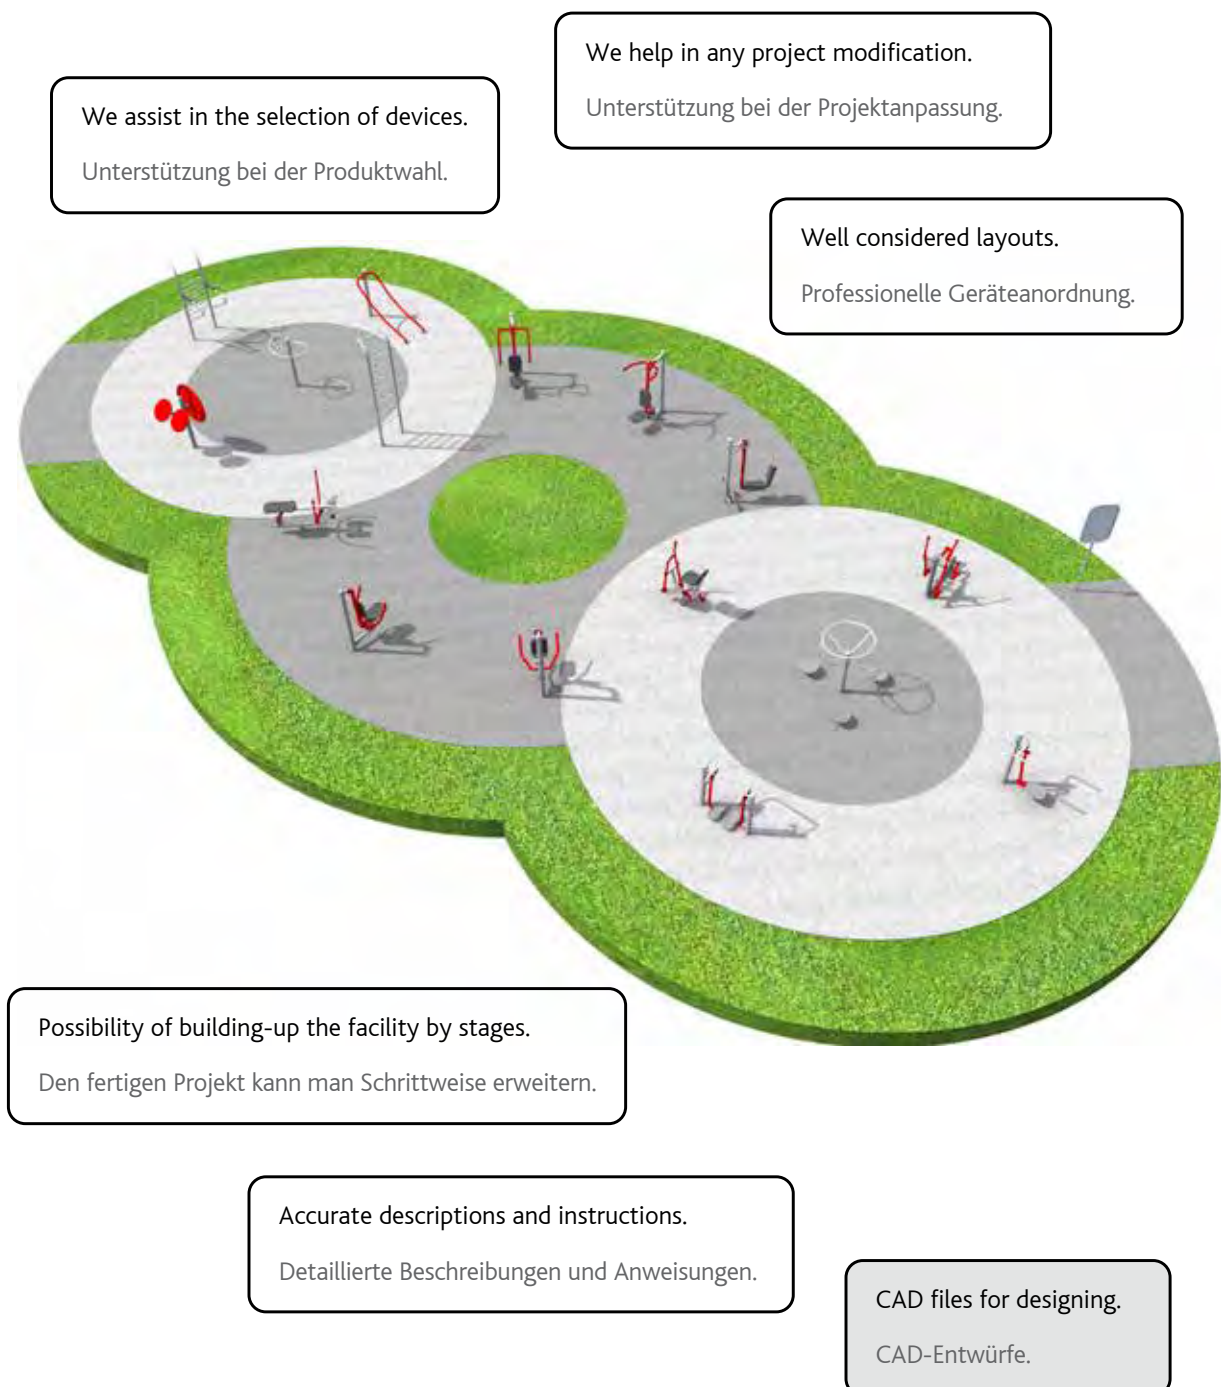 We help in any project modification.
Unterstützung bei der Projektanpassung.
We assist in the selection of devices.
Unterstützung bei der Produktwahl.
Well considered layouts.
Professionelle Geräteanordnung.
Possibility of building-up the facility by stages.
Den fertigen Projekt kann man Schrittweise erweitern.
Accurate descriptions and instructions.
Detaillierte Beschreibungen und Anweisungen.
CAD files for designing.
CAD-Entwürfe.